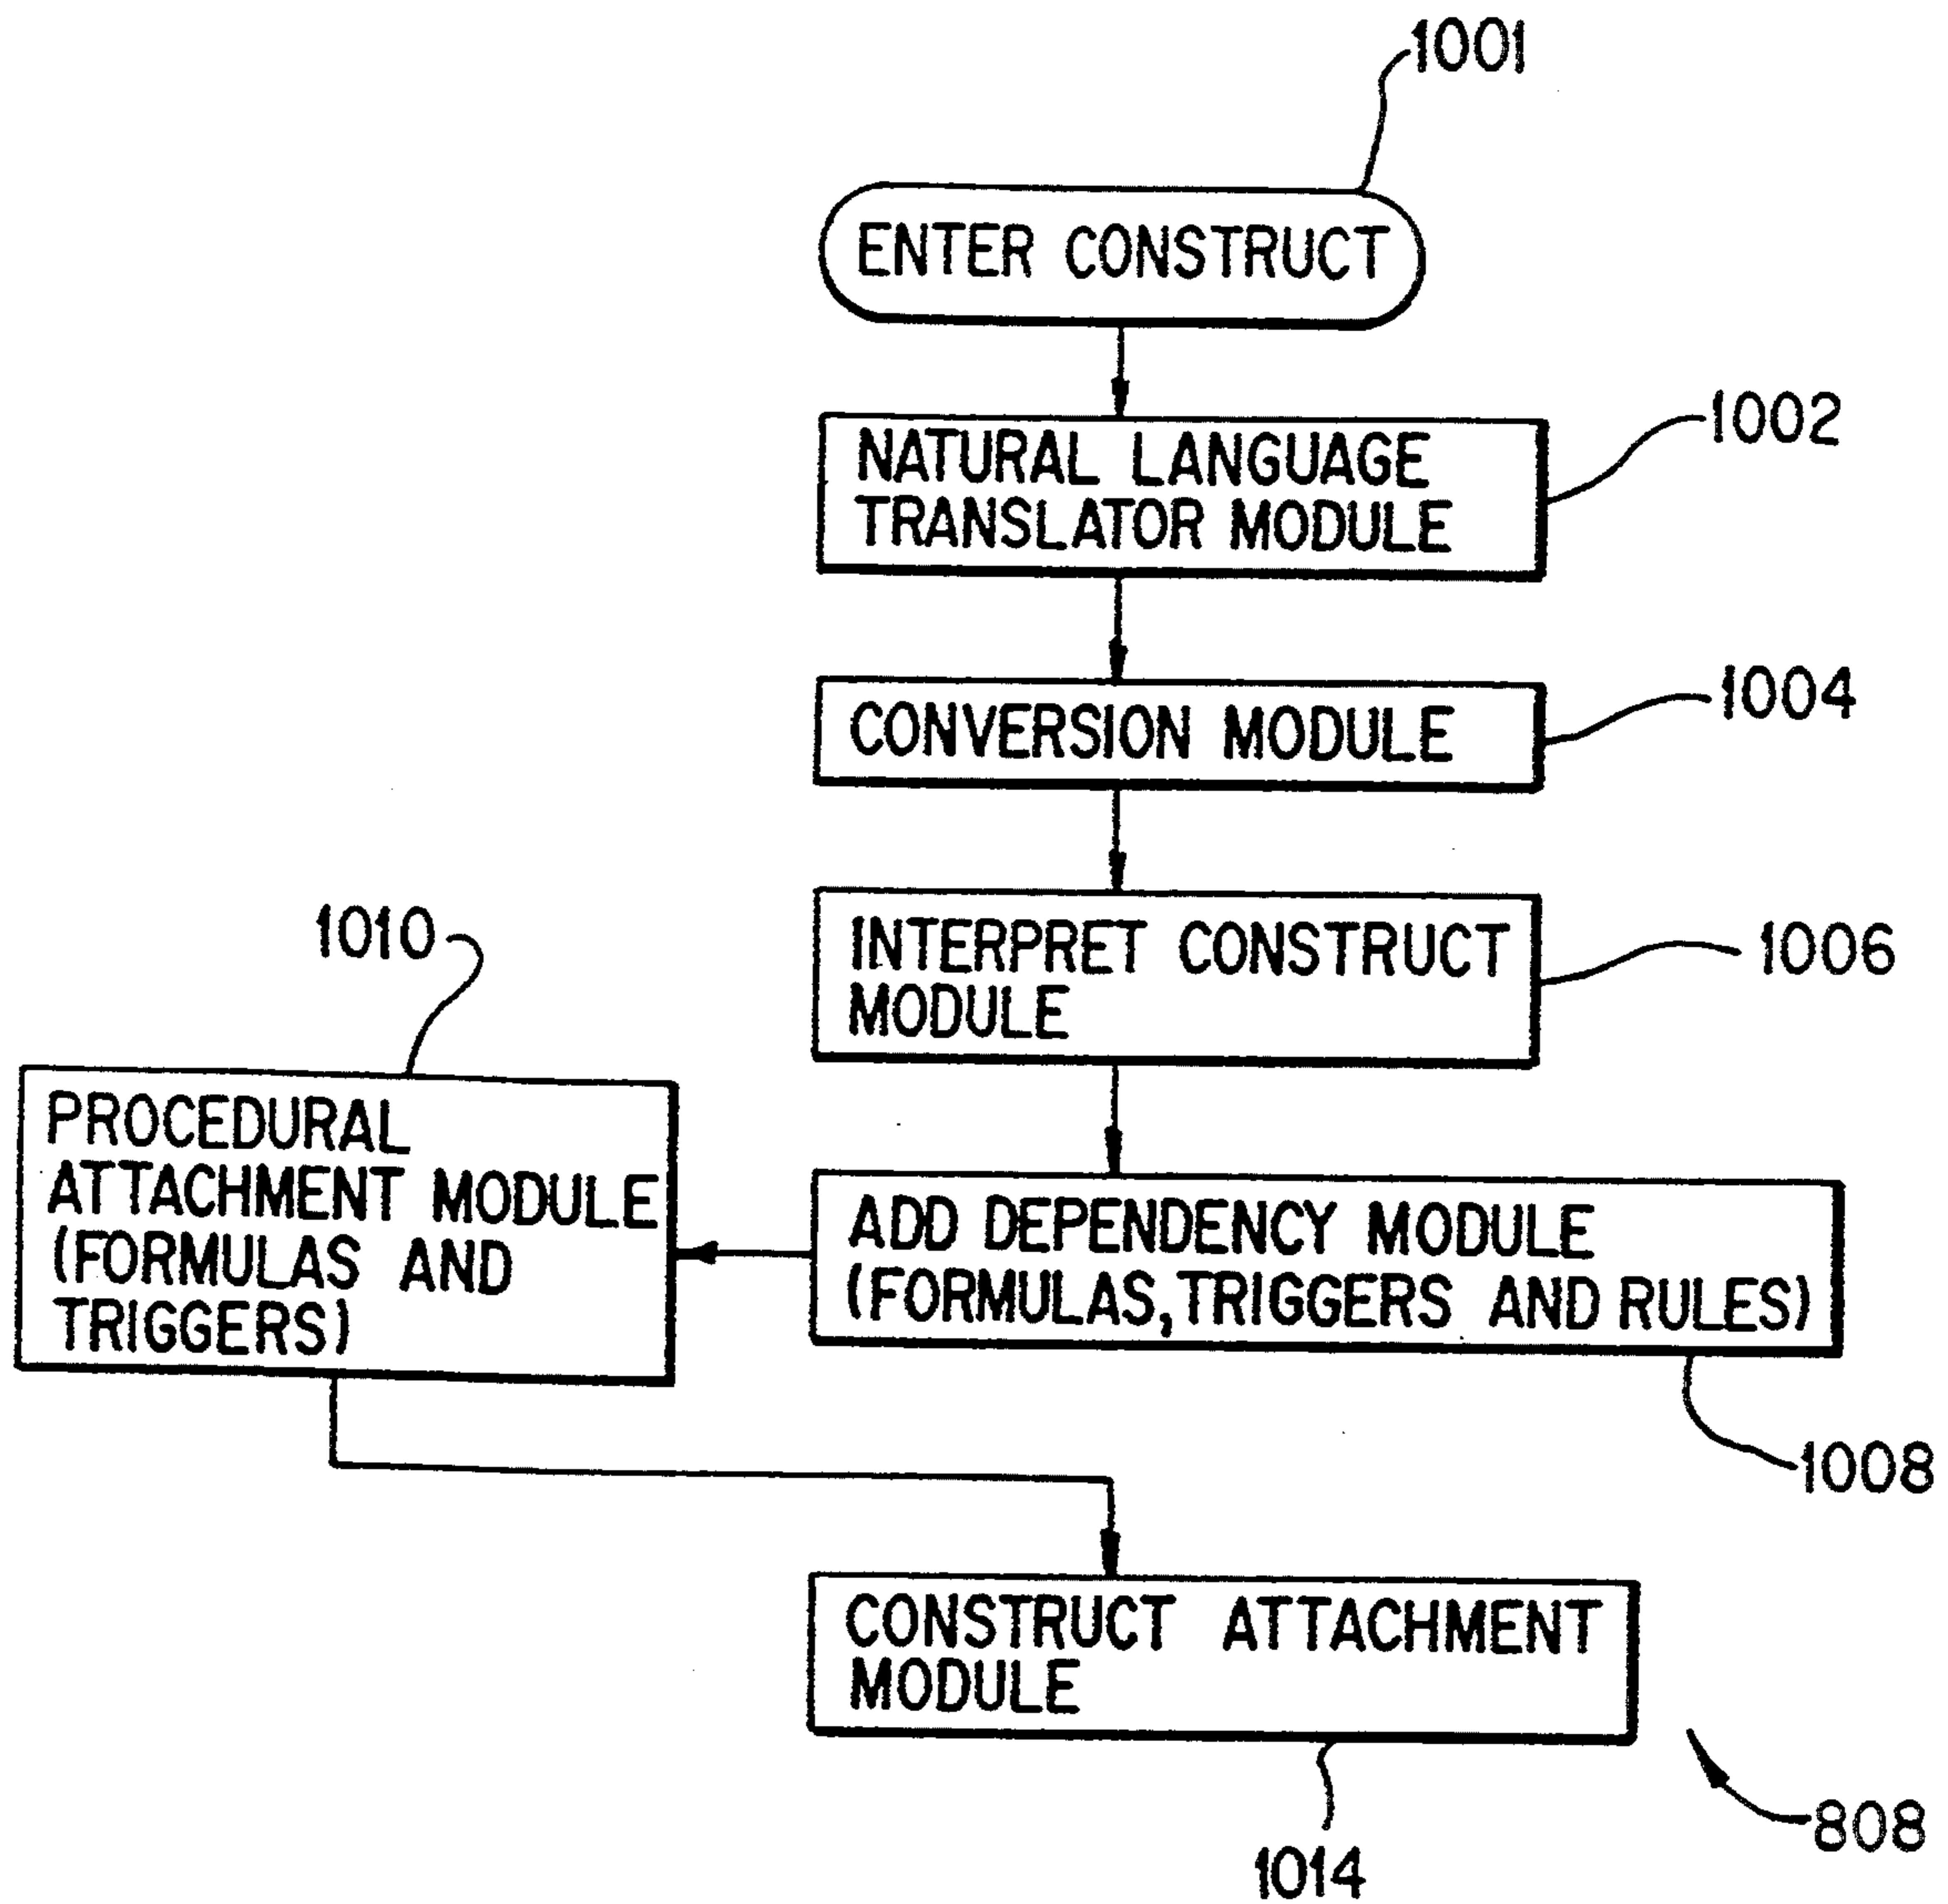 1001
ENTER CONSTRUCT
1002
NATURAL LANGUAGE
TRANSLATOR MODULE
1004
CONVERSION MODULE
1006
INTERPRET CONSTRUCT
MODULE
1010
PROCEDURAL
ATTACHMENT MODULE
(FORMULAS AND
TRIGGERS)
ADD DEPENDENCY MODULE
(FORMULAS, TRIGGERS AND RULES)
1008
CONSTRUCT ATTACHMENT
MODULE
808
1014